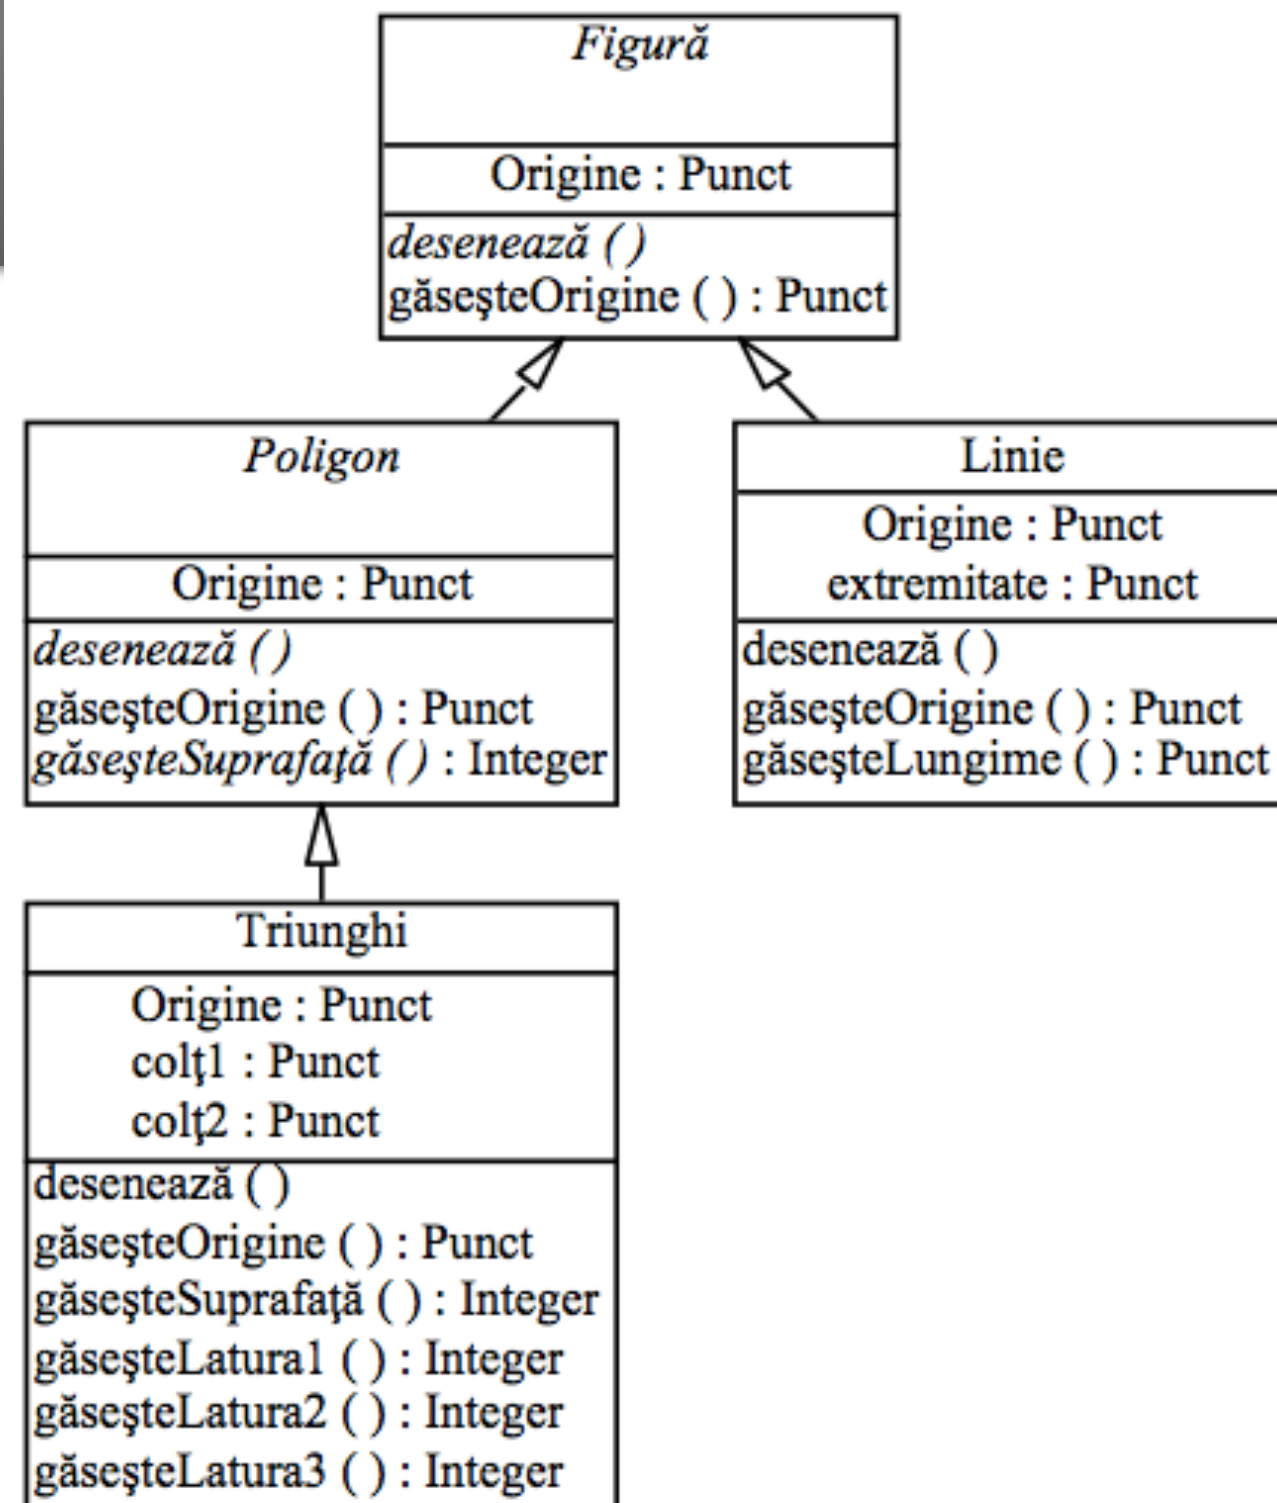 Figură
Origine : Punct
desenează ( )
găseşteOrigine ( ) : Punct
Poligon
Origine : Punct
desenează ( )
găseşteOrigine ( ) : Punct
găseşteSuprafaţă ( ) : Integer
Linie
Origine : Punct
extremitate : Punct
desenează ( )
găseşteOrigine ( ) : Punct
găseşteLungime ( ) : Punct
Triunghi
Origine : Punct
colţ1 : Punct
colţ2 : Punct
desenează ( )
găseşteOrigine ( ) : Punct
găseşteSuprafaţă ( ) : Integer
găseşteLatura1 ( ) : Integer
găseşteLatura2 ( ) : Integer
găseşteLatura3 ( ) : Integer